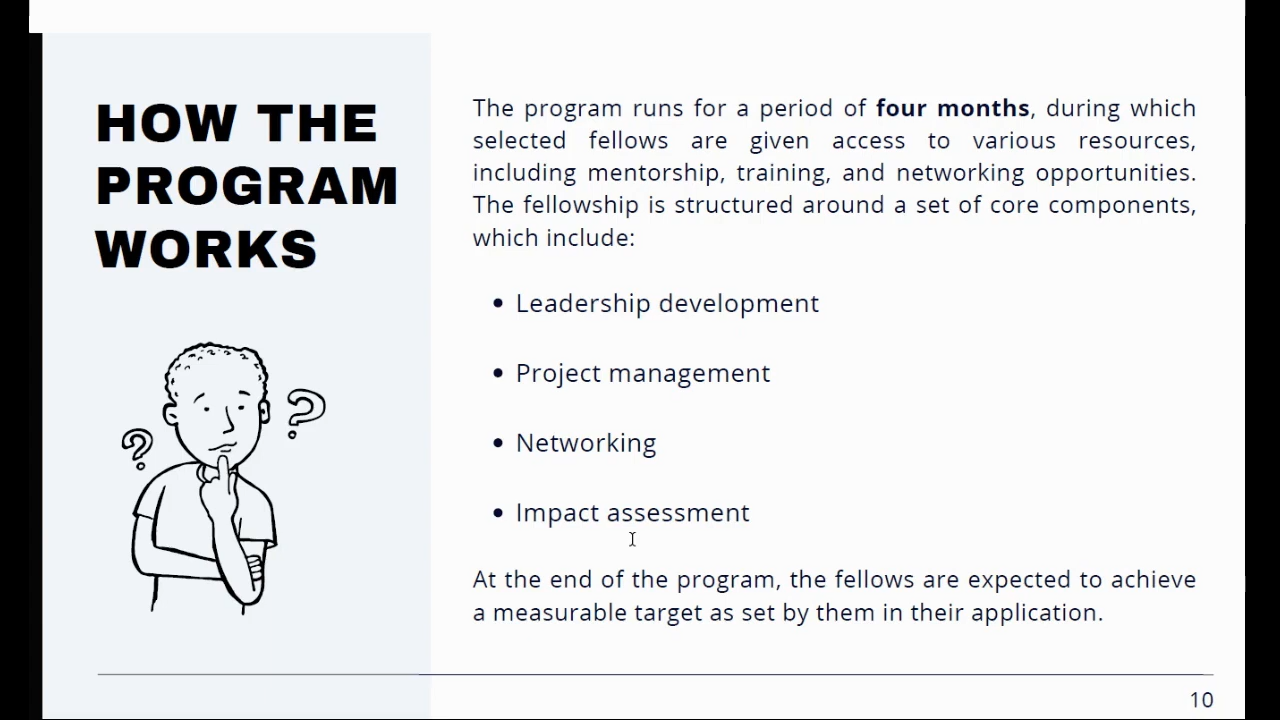 HOW THE
PROGRAM
WORKS
The program runs for a period of four months, during which
selected fellows are given access to various resources,
including mentorship, training, and networking opportunities.
The fellowship is structured around a set of core components,
which include:
• Leadership development
• Project management
• Networking
• Impact assessment
At the end of the program, the fellows are expected to achieve
a measurable target as set by them in their application.
10